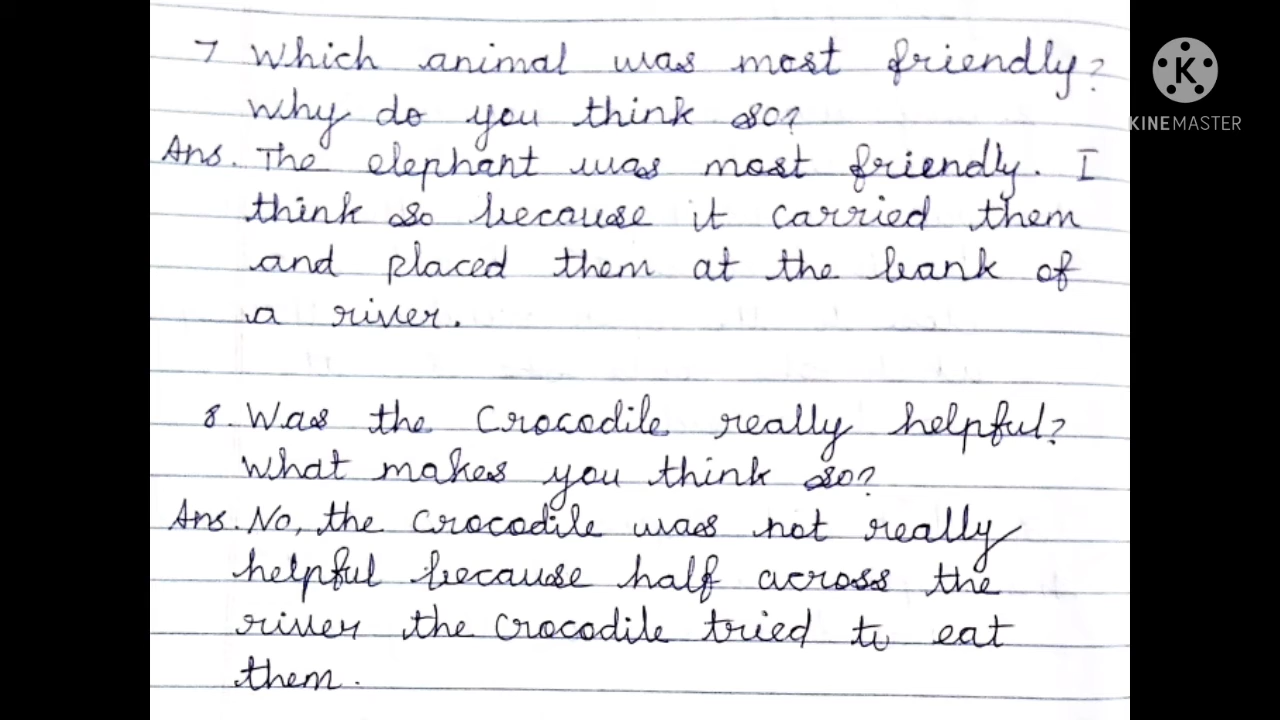 7 Which animal was most friendly?
Why do you think so?
Ans. The elephant was most friendly. I
think so because it carried them
and placed them at the bank of
a river.
8. Was the Crocodile really helpful?
What makes you think so?
Ans. No, the crocodile was not really
helpful because half across the
river the crocodile tried to eat
them.
K
KINEMASTER